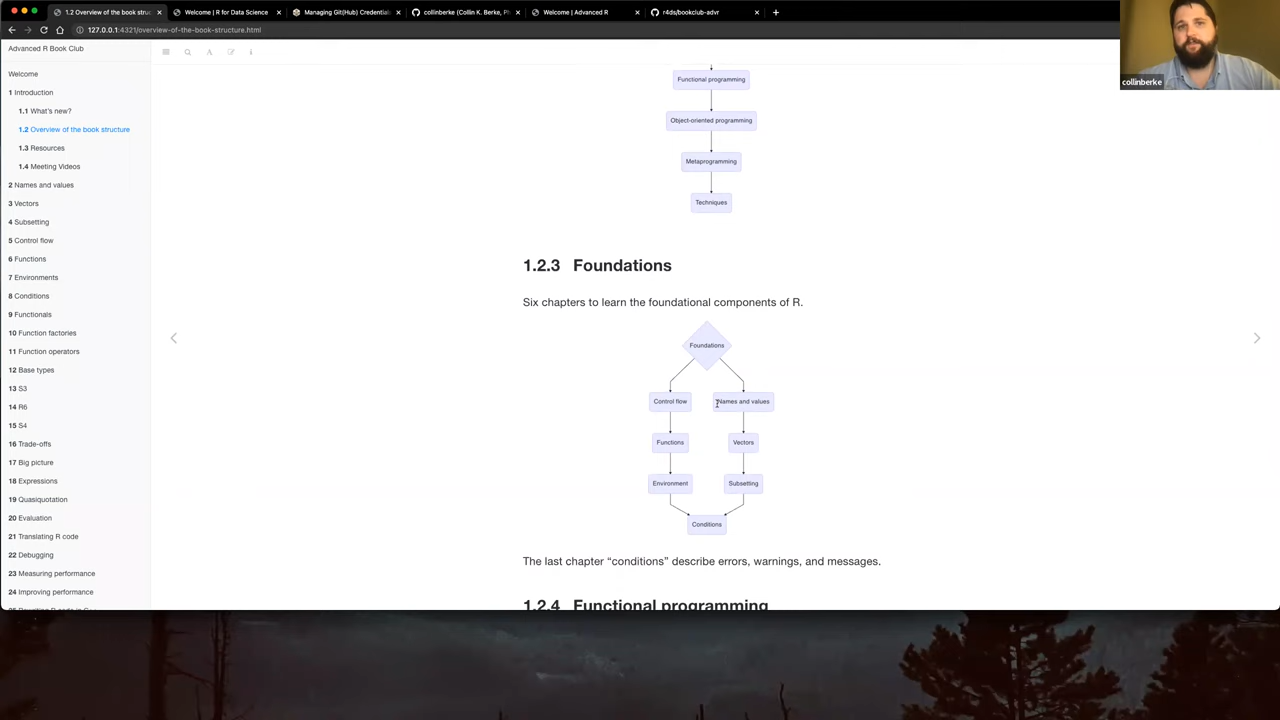 1.2 Overview of the book struc
Welcome | R for Data Science
Managing Git(Hub) Credentia
collinberke (Collin K. Berke, Ph
Welcome | Advanced R
r4ds/bookclub-advr
127.0.0.1:4321/overview-of-the-book-structure.html
collinberke
Advanced R Book Club
Welcome
1 Introduction
1.1 What's new?
1.2 Overview of the book structure
1.3 Resources
1.4 Meeting Videos
2 Names and values
3 Vectors
4 Subsetting
5 Control flow
6 Functions
7 Environments
8 Conditions
9 Functionals
10 Function factories
11 Function operators
12 Base types
13 S3
14 R6
15 S4
16 Trade-offs
17 Big picture
18 Expressions
19 Quasiquotation
20 Evaluation
21 Translating R code
22 Debugging
23 Measuring performance
24 Improving performance
Functional programming
Object-oriented programming
Metaprogramming
Techniques
1.2.3 Foundations
Six chapters to learn the foundational components of R.
Foundations
Control flow
Names and values
Functions
Vectors
Environment
Subsetting
Conditions
The last chapter “conditions” describe errors, warnings, and messages.
1.2.4 Functional programming